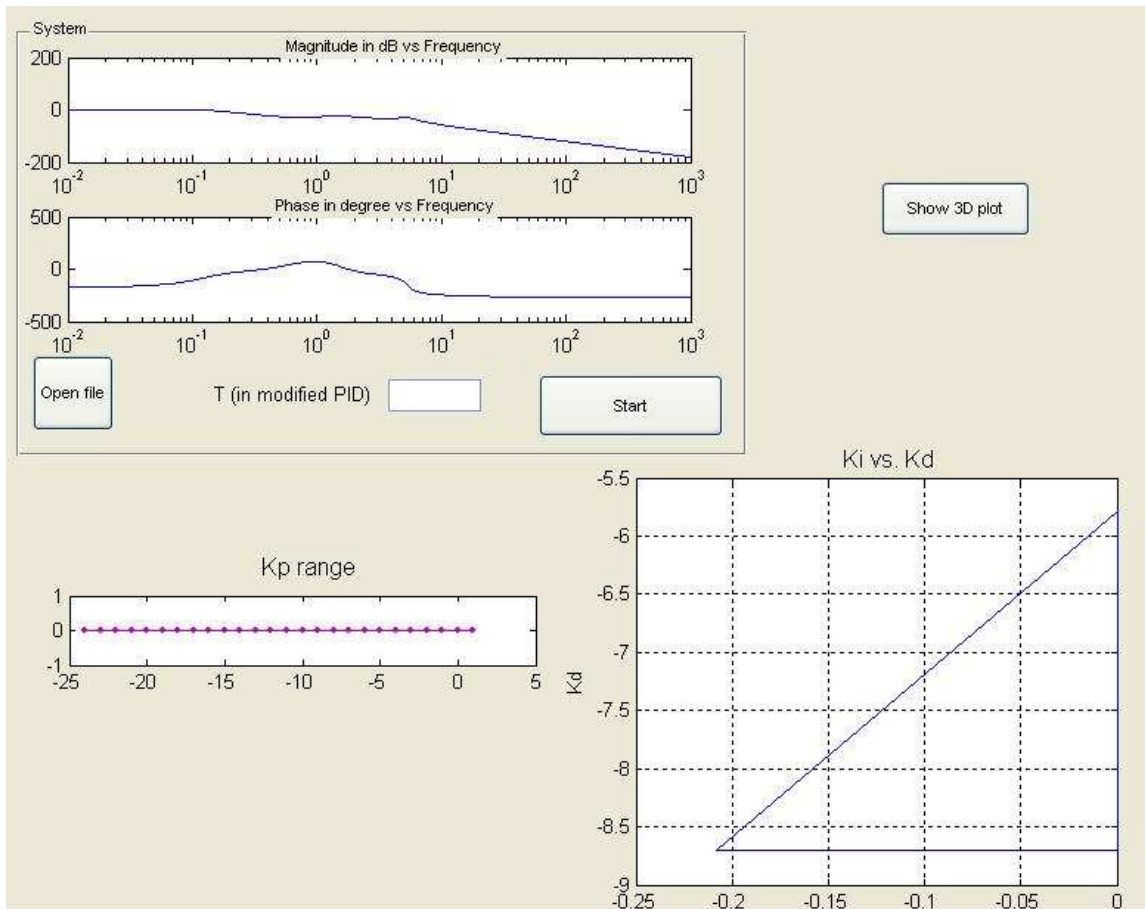 System
Magnitude in dB vs Frequency
200
0
-200
10^-2 10^-1 10^0 10^1 10^2 10^3
Phase in degree vs Frequency
500
0
-500
10^-2 10^-1 10^0 10^1 10^2 10^3
Show 3D plot
Open file
T (in modified PID)
Start
Kp range
1
0
-1
-25 -20 -15 -10 -5 0 5
Ki vs. Kd
Kd
-5.5
-6
-6.5
-7
-7.5
-8
-8.5
-9
-0.25 -0.2 -0.15 -0.1 -0.05 0